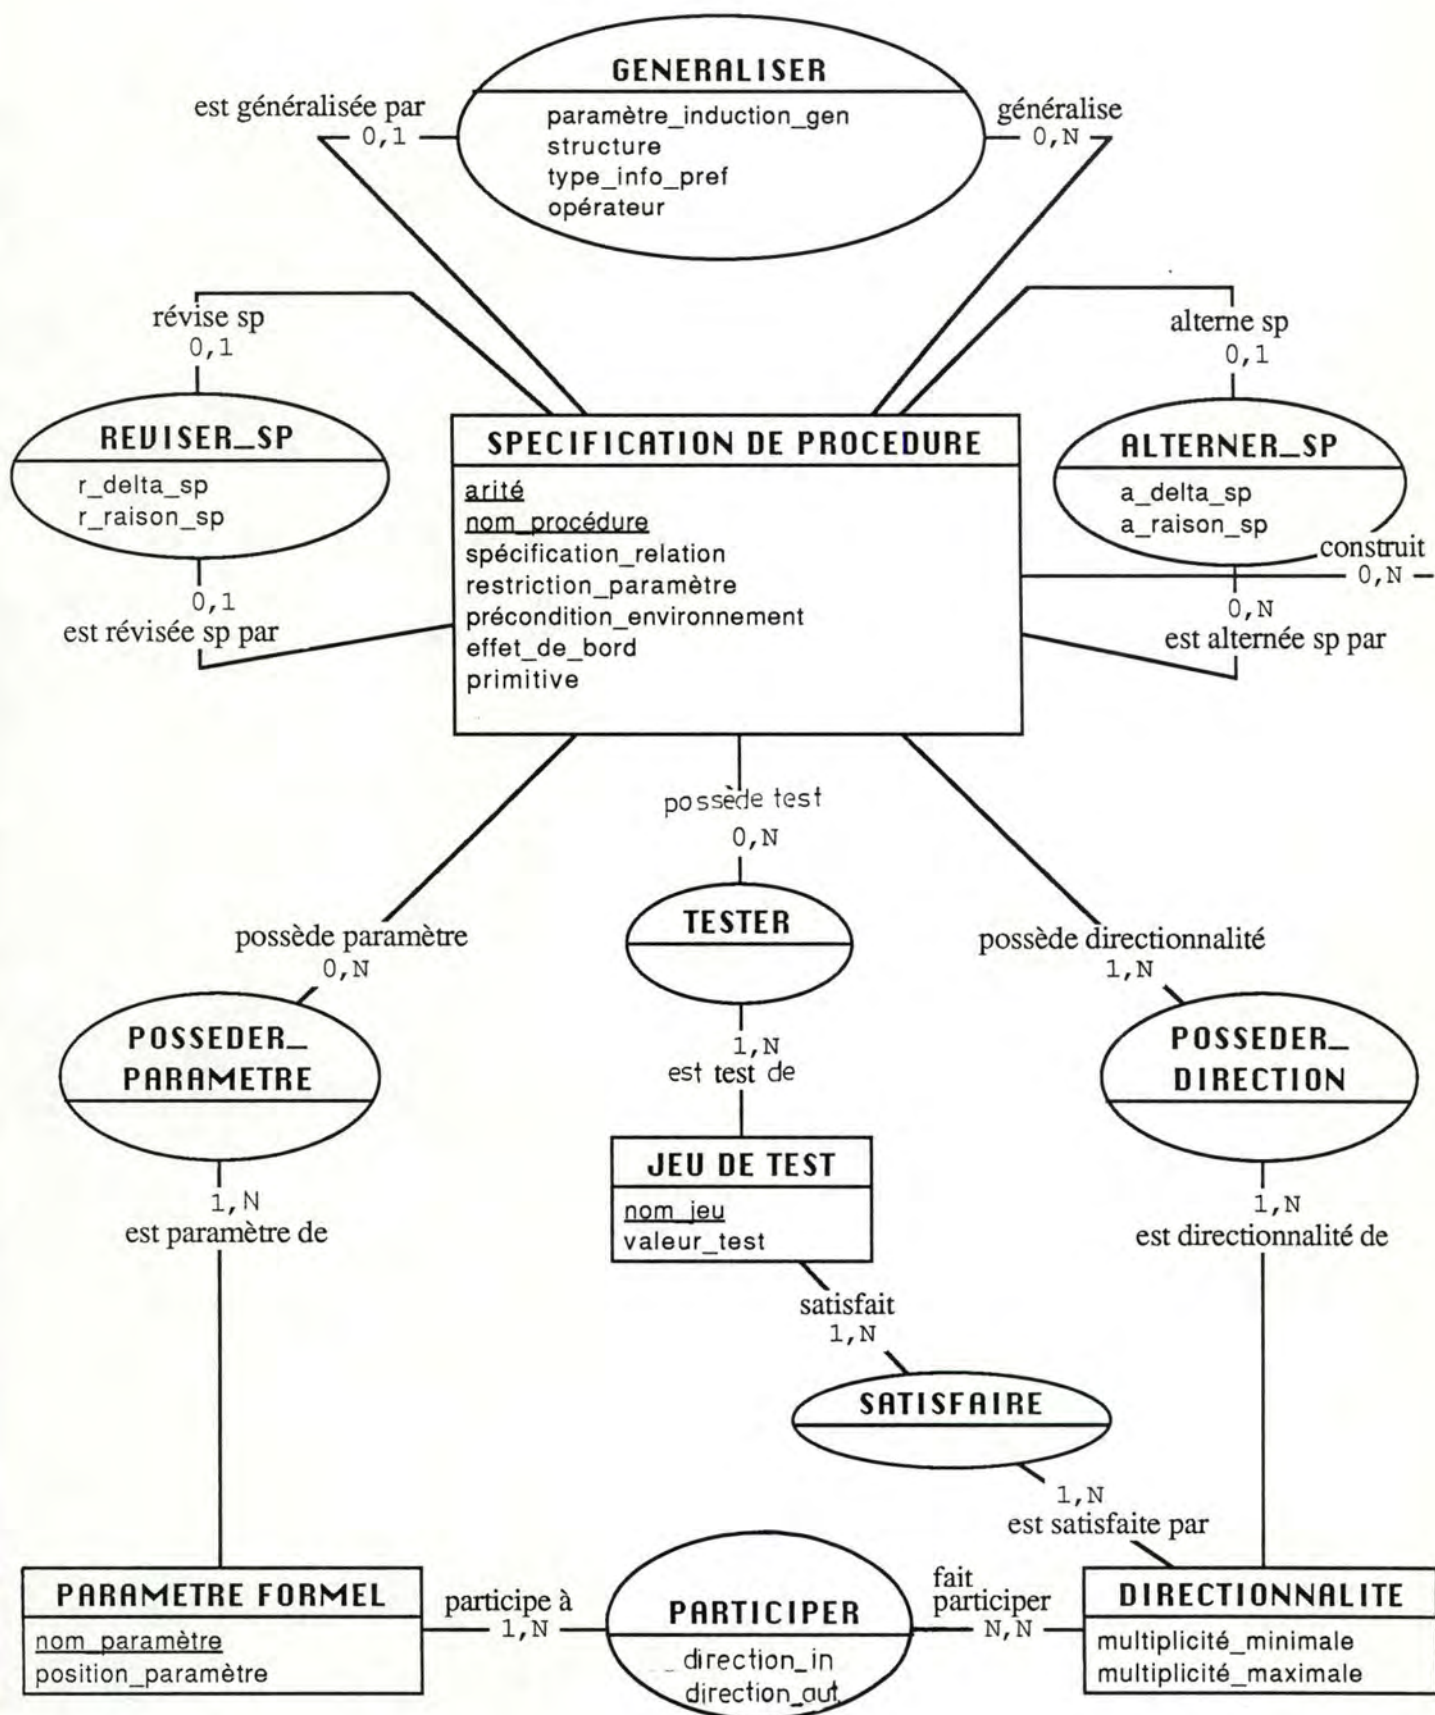 GENERALISER
est généralisée par
0,1
paramètre_induction_gen
structure
type_info_pref
opérateur
généralise
0,N
révise sp
0,1
alterne sp
0,1
REVISER_SP
r_delta_sp
r_raison_sp
SPECIFICATION DE PROCEDURE
arité
nom_procédure
spécification_relation
restriction_paramètre
précondition_environnement
effet_de_bord
primitive
ALTERNER_SP
a_delta_sp
a_raison_sp
construit
0,N
0,1
est révisée sp par
0,N
est alternée sp par
possède test
0,N
possède paramètre
0,N
TESTER
possède directionnalité
1,N
POSSEDER_
PARAMETRE
1,N
est test de
POSSEDER_
DIRECTION
1,N
est paramètre de
JEU DE TEST
nom_jeu
valeur_test
1,N
est directionnalité de
satisfait
1,N
SATISFAIRE
1,N
est satisfaite par
PARAMETRE FORMEL
nom_paramètre
position_paramètre
participe à
1,N
PARTICIPER
direction_in
direction_out
fait
participer
N,N
DIRECTIONNALITE
multiplicité_minimale
multiplicité_maximale